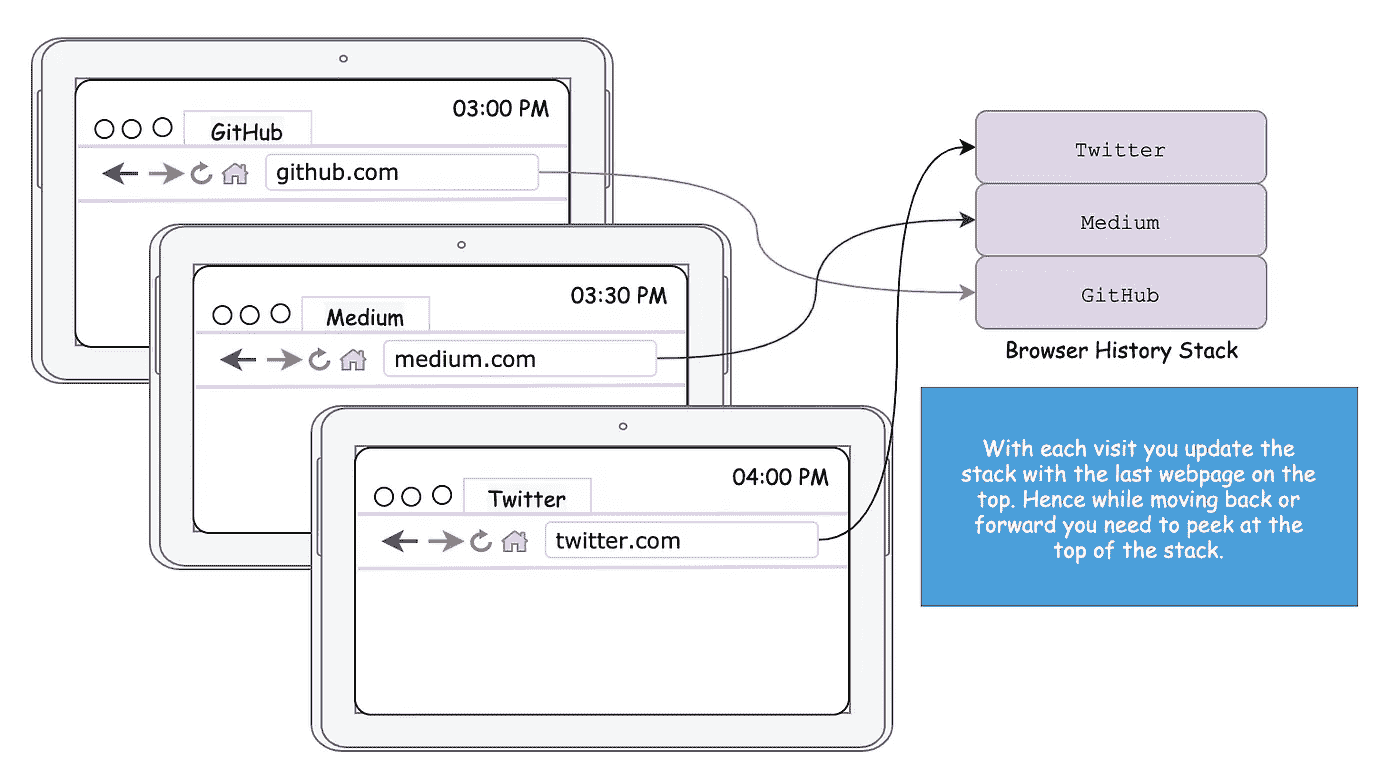 03:00 PM
GitHub
github.com
03:30 PM
Medium
medium.com
04:00 PM
Twitter
twitter.com
Twitter
Medium
GitHub
Browser History Stack
With each visit you update the
stack with the last webpage on the
top. Hence while moving back or
forward you need to peek at the
top of the stack.